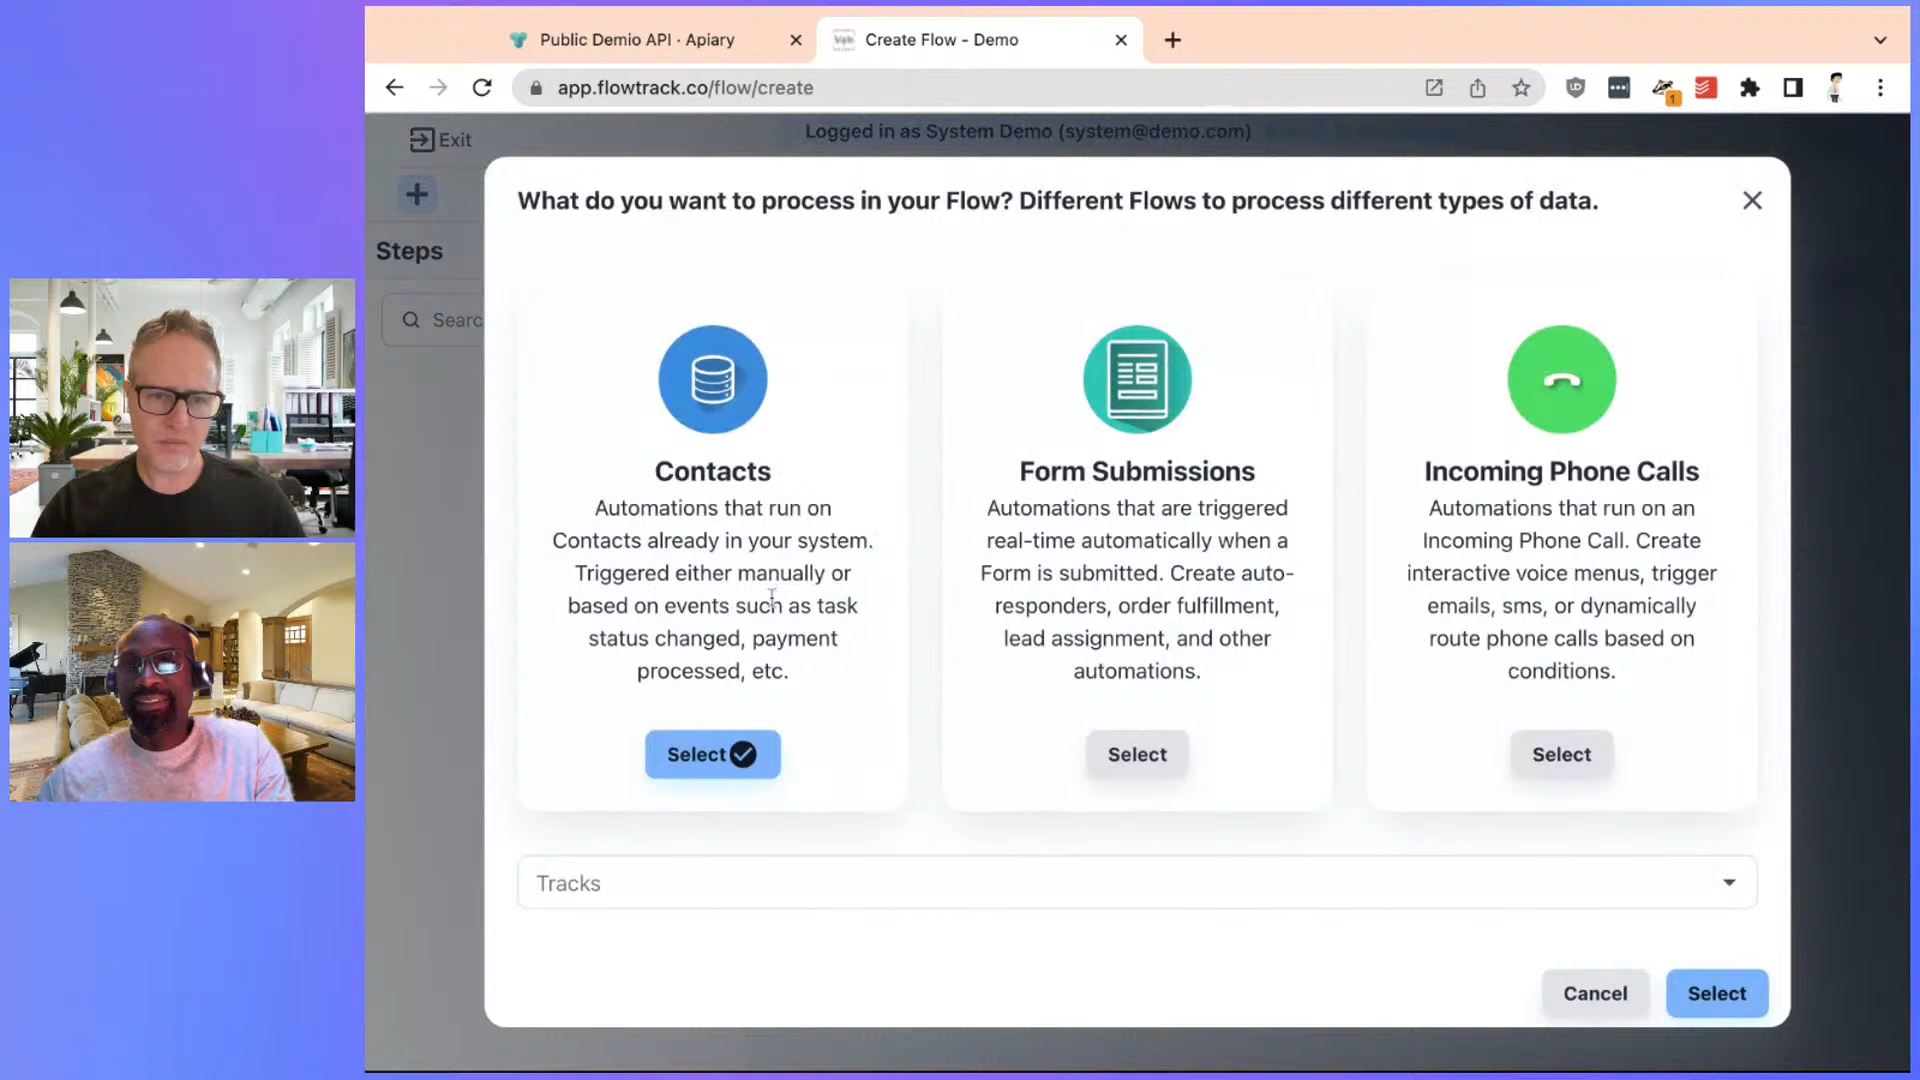 Public Demio API · Apiary
Create Flow - Demo
app.flowtrack.co/flow/create
1
Exit
Logged in as System Demo (system@demo.com)
Steps
Searc
What do you want to process in your Flow? Different Flows to process different types of data.
Contacts
Automations that run on
Contacts already in your system.
Triggered either manually or
based on events such as task
status changed, payment
processed, etc.
Select
Form Submissions
Automations that are triggered
real-time automatically when a
Form is submitted. Create auto-
responders, order fulfillment,
lead assignment, and other
automations.
Select
Incoming Phone Calls
Automations that run on an
Incoming Phone Call. Create
interactive voice menus, trigger
emails, sms, or dynamically
route phone calls based on
conditions.
Select
Tracks
Cancel
Select